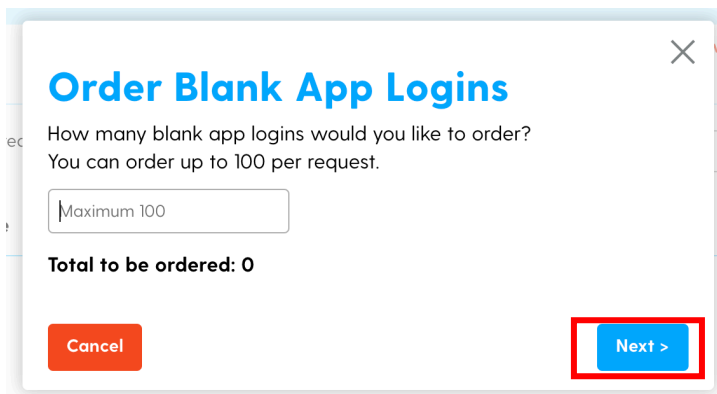 Order Blank App Logins
How many blank app logins would you like to order?
You can order up to 100 per request.
Maximum 100
Total to be ordered: 0
Cancel
Next >